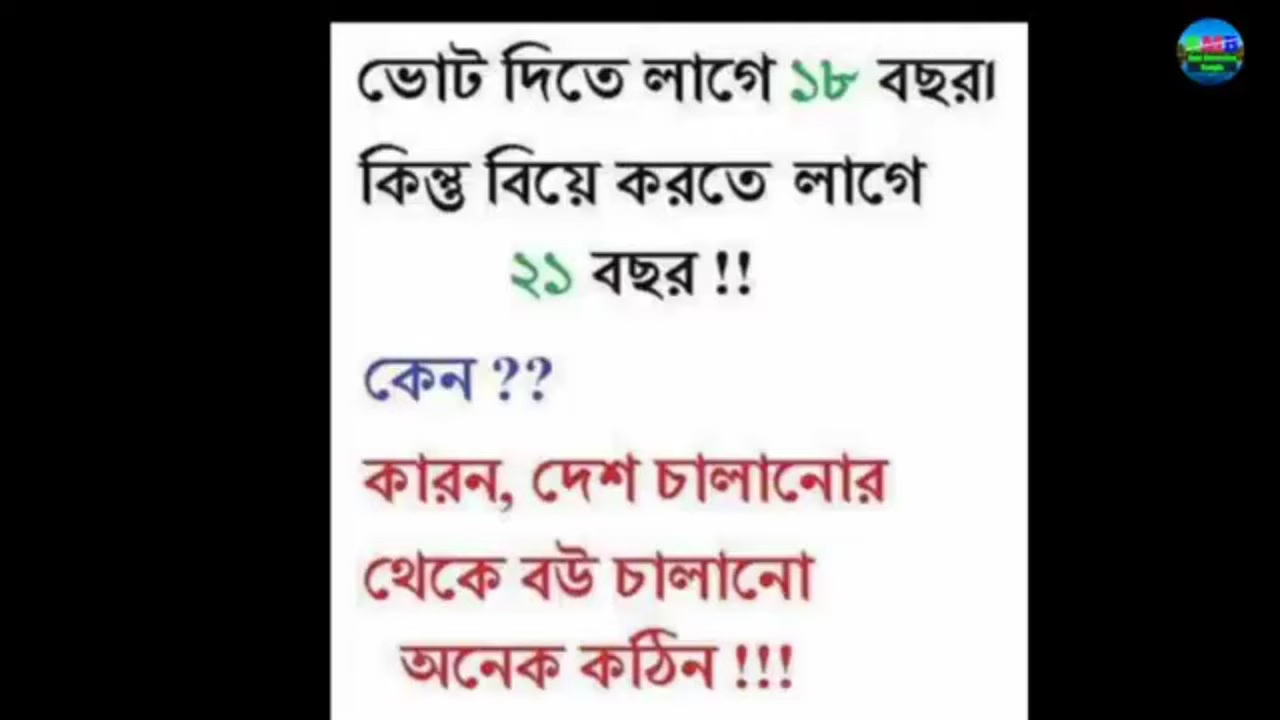 ভোট দিতে লাগে ১৮ বছর।
কিন্তু বিয়ে করতে লাগে
২১ বছর !!
কেন ??
কারন, দেশ চালানোর
থেকে বউ চালানো
অনেক কঠিন !!!